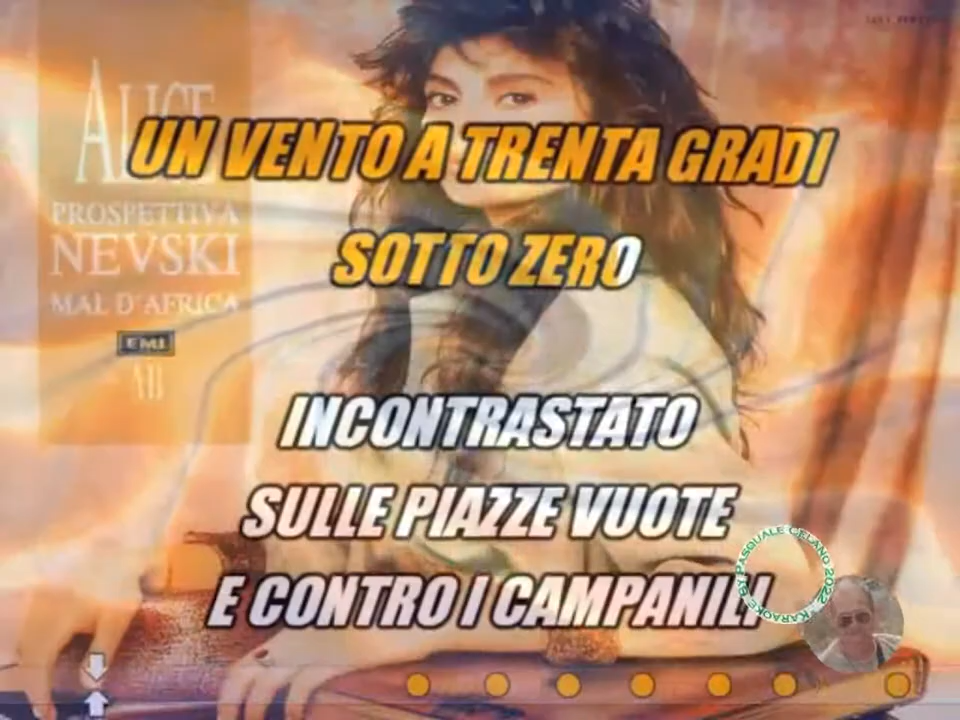 ALICE
UN VENTO A TRENTA GRADI
PROSPETTIVA
NEVSKI
SOTTO ZERO
MAL D'AFRICA
EMI
INCONTRASTATO
SULLE PIAZZE VUOTE
E CONTRO I CAMPANILI
KARAOKE BY PASQUALE CELANO 2022